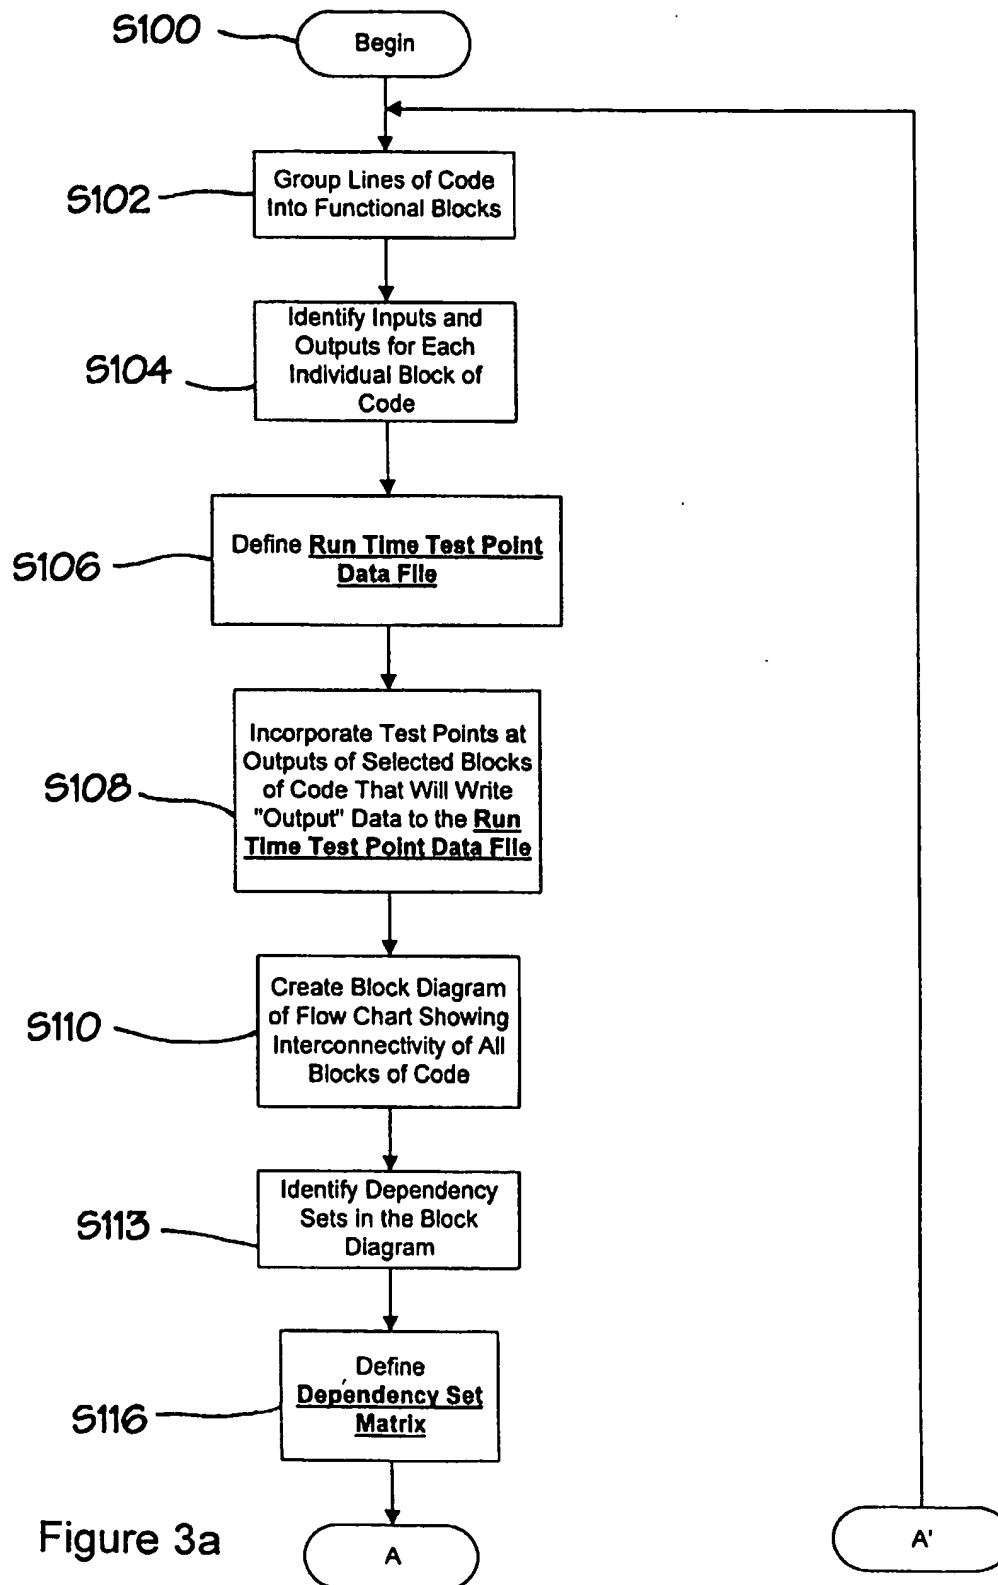 S100
Begin
S102
Group Lines of Code
Into Functional Blocks
S104
Identify Inputs and
Outputs for Each
Individual Block of
Code
S106
Define Run Time Test Point
Data File
S108
Incorporate Test Points at
Outputs of Selected Blocks
of Code That Will Write
"Output" Data to the Run
Time Test Point Data File
S110
Create Block Diagram
of Flow Chart Showing
Interconnectivity of All
Blocks of Code
S113
Identify Dependency
Sets in the Block
Diagram
S116
Define
Dependency Set
Matrix
Figure 3a
A
A'